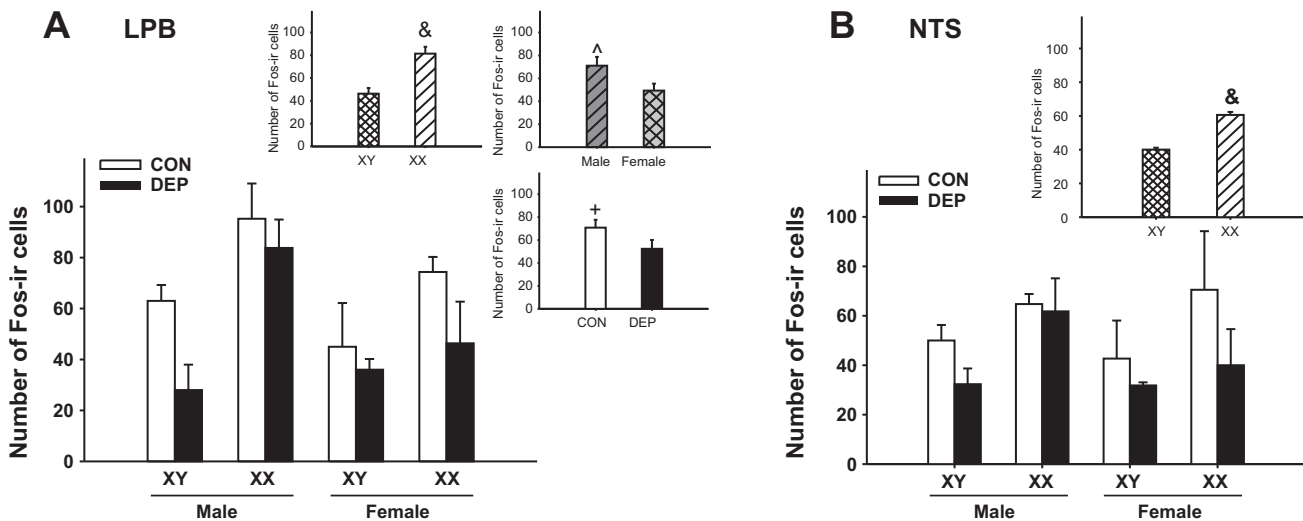 A LPB
Number of Fos-ir cells
100
80
60
40
20
0
&
XY XX
Number of Fos-ir cells
100
80
60
40
20
0
^
Male Female
Number of Fos-ir cells
100
80
60
40
20
0
+
CON DEP
CON
DEP
Number of Fos-ir cells
100
80
60
40
20
0
XY XX XY XX
Male Female
B NTS
Number of Fos-ir cells
100
80
60
40
20
0
&
XY XX
CON
DEP
Number of Fos-ir cells
100
80
60
40
20
0
XY XX XY XX
Male Female